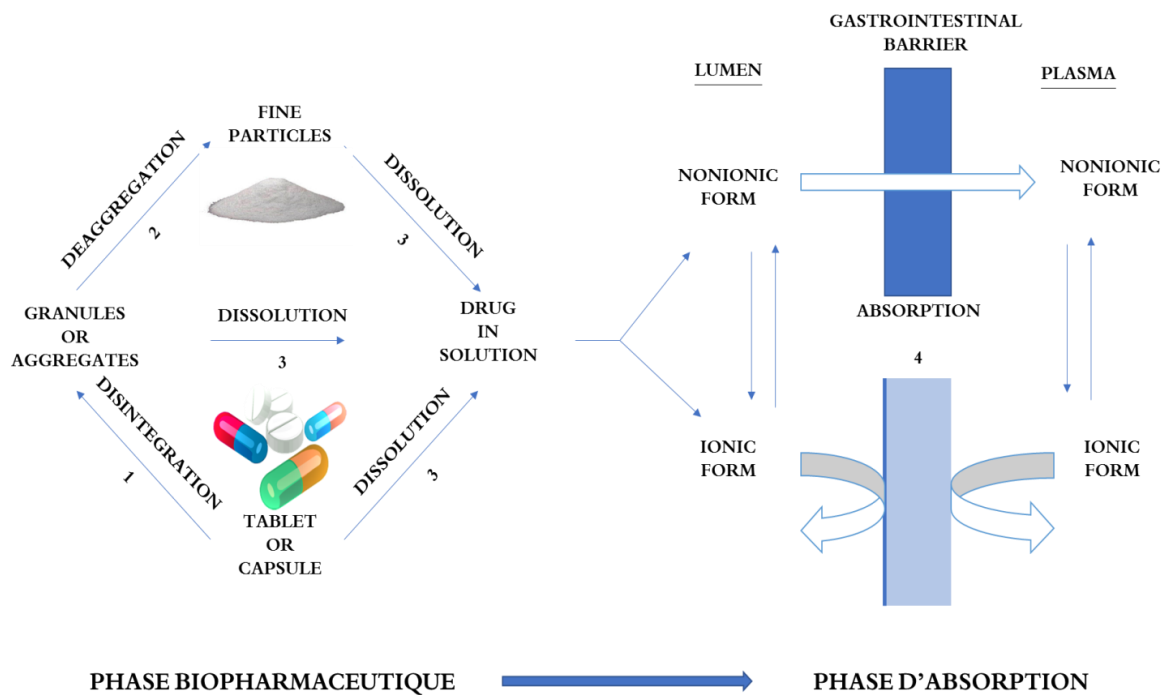 GASTROINTESTINAL
BARRIER
LUMEN
PLASMA
FINE
PARTICLES
DEAGGREGATION
2
DISSOLUTION
3
NONIONIC
FORM
NONIONIC
FORM
GRANULES
OR
AGGREGATES
DISSOLUTION
3
DRUG
IN
SOLUTION
ABSORPTION
4
DISINTEGRATION
1
DISSOLUTION
3
IONIC
FORM
IONIC
FORM
TABLET
OR
CAPSULE
PHASE BIOPHARMACEUTIQUE
PHASE D'ABSORPTION